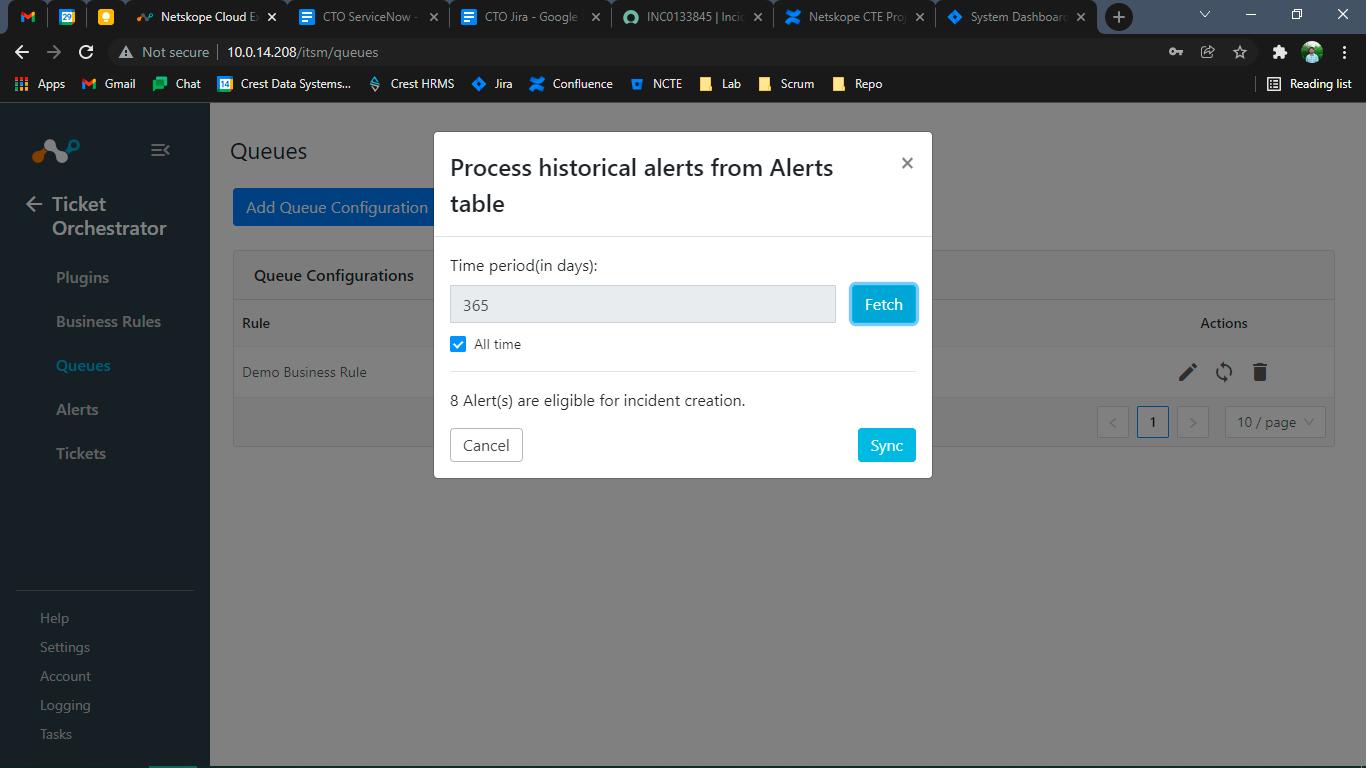 Netskope Cloud Ex
CTO ServiceNow -
CTO Jira - Google
INC0133845 | Incid
Netskope CTE Proj
System Dashboard
Not secure 10.0.14.208/itsm/queues
Apps Gmail Chat 14 Crest Data Systems... Crest HRMS Jira Confluence NCTE Lab Scrum Repo Reading list
Ticket
Orchestrator
Plugins
Business Rules
Queues
Alerts
Tickets
Help
Settings
Account
Logging
Tasks
Queues
Add Queue Configuration
Queue Configurations
Rule Actions
Demo Business Rule
< 1 > 10 / page
Process historical alerts from Alerts
table
×
Time period(in days):
365 Fetch
All time
8 Alert(s) are eligible for incident creation.
Cancel Sync